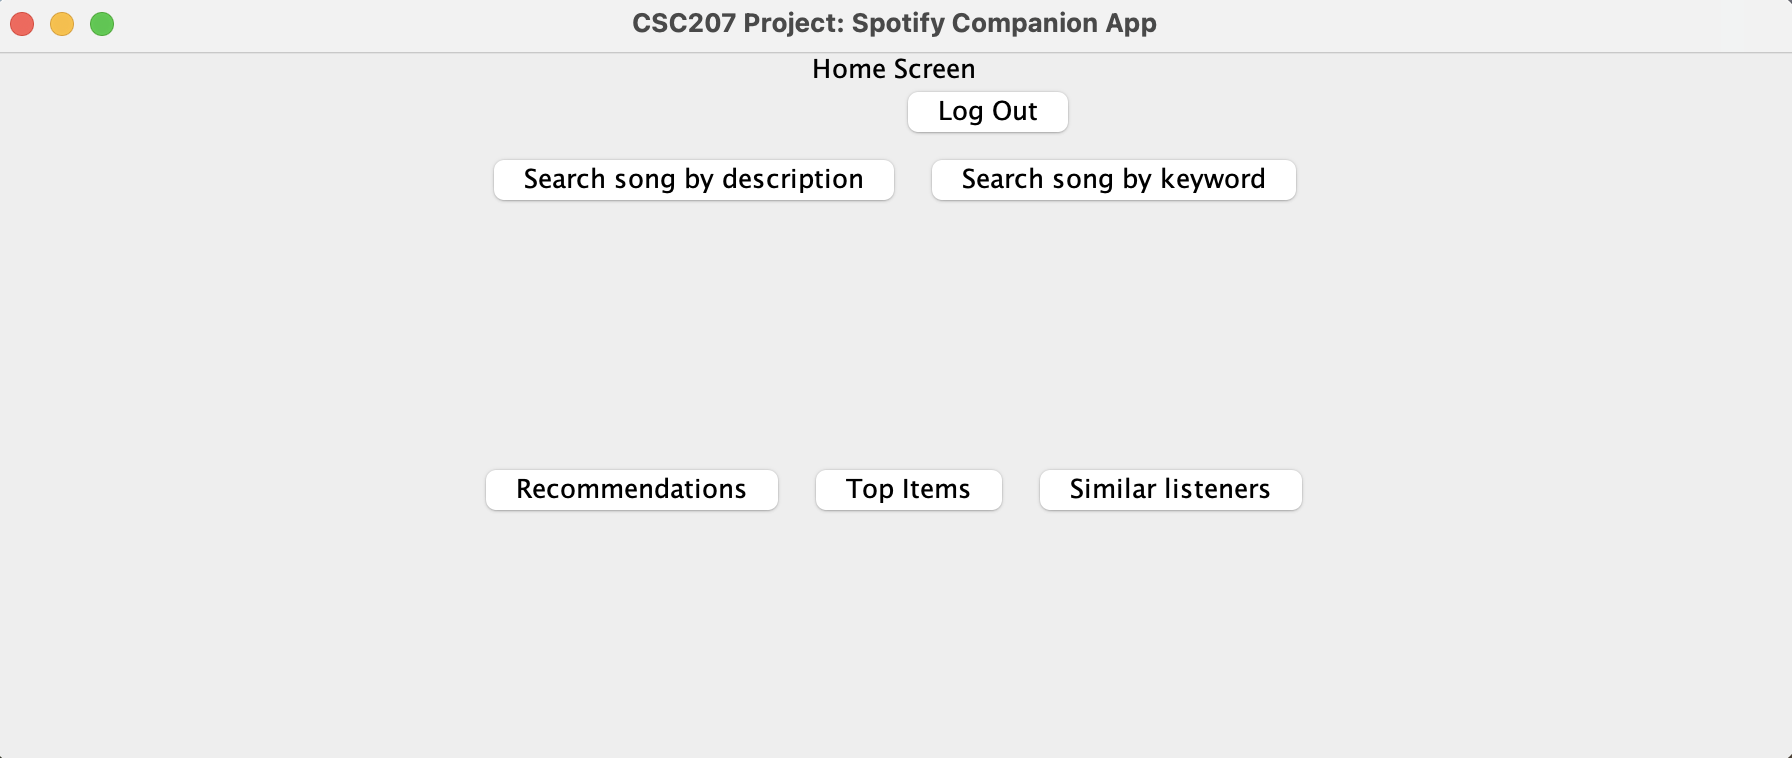 CSC207 Project: Spotify Companion App
Home Screen
Log Out
Search song by description Search song by keyword
Recommendations Top Items Similar listeners